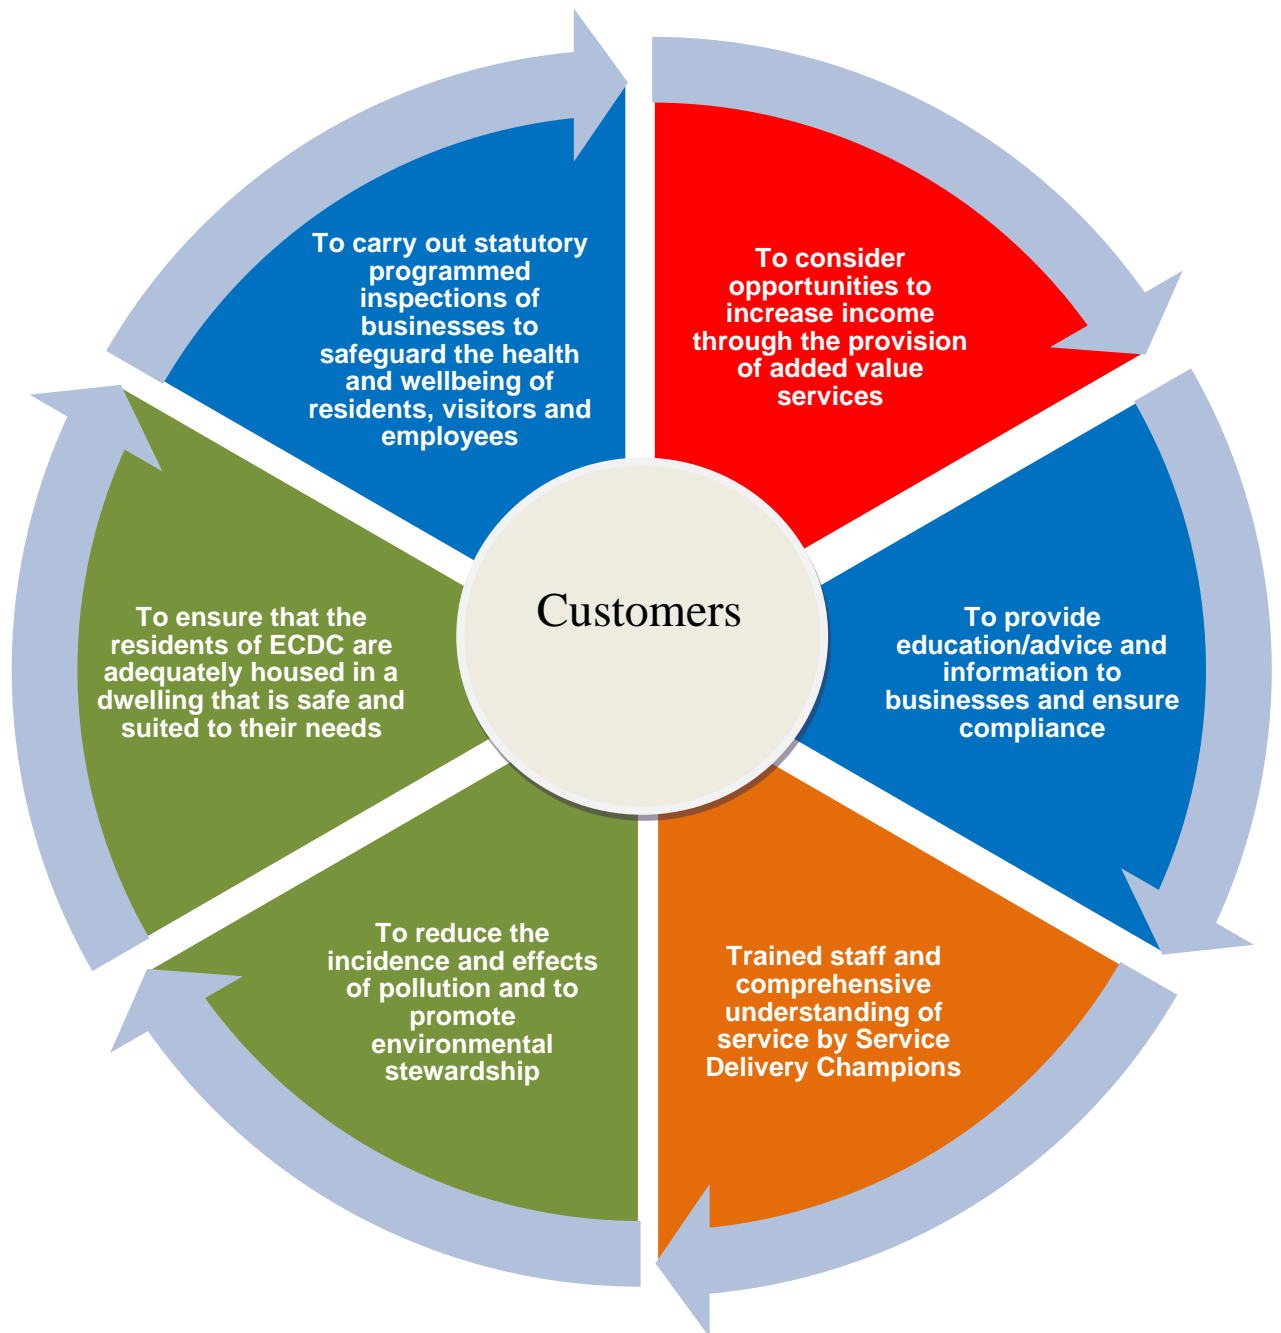 To carry out statutory
programmed
inspections of
businesses to
safeguard the health
and wellbeing of
residents, visitors and
employees
To consider
opportunities to
increase income
through the provision
of added value
services
To provide
education/advice and
information to
businesses and ensure
compliance
Trained staff and
comprehensive
understanding of
service by Service
Delivery Champions
To reduce the
incidence and effects
of pollution and to
promote
environmental
stewardship
To ensure that the
residents of ECDC are
adequately housed in a
dwelling that is safe and
suited to their needs
Customers